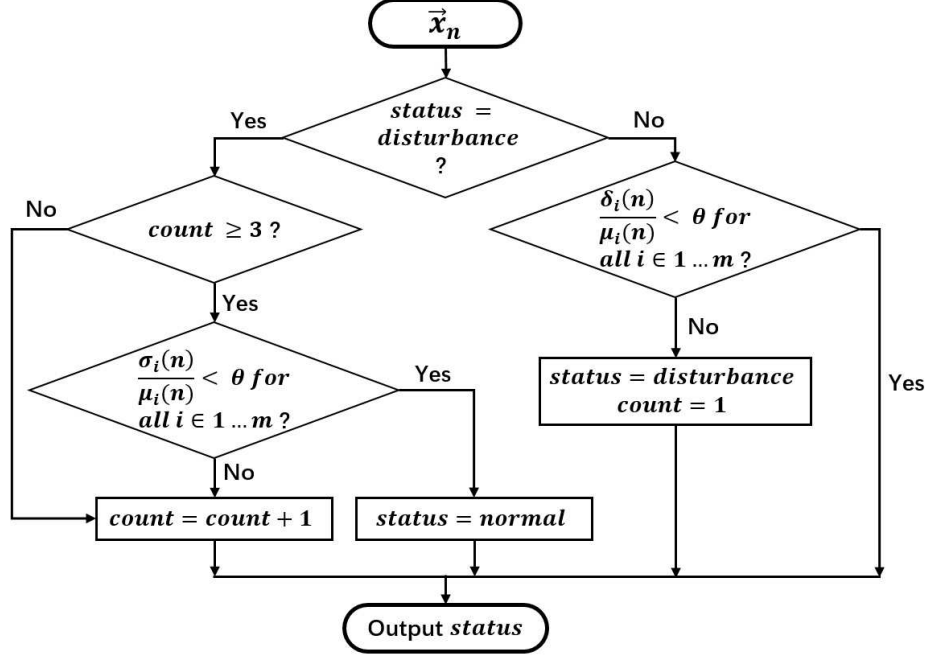 x⃗ₙ
status =
disturbance
?
Yes
No
count ≥ 3 ?
No
Yes
δᵢ(n)
μᵢ(n)
< θ for
all i ∈ 1 … m ?
No
Yes
status = disturbance
count = 1
σᵢ(n)
μᵢ(n)
< θ for
all i ∈ 1 … m ?
Yes
No
count = count + 1
status = normal
Output status